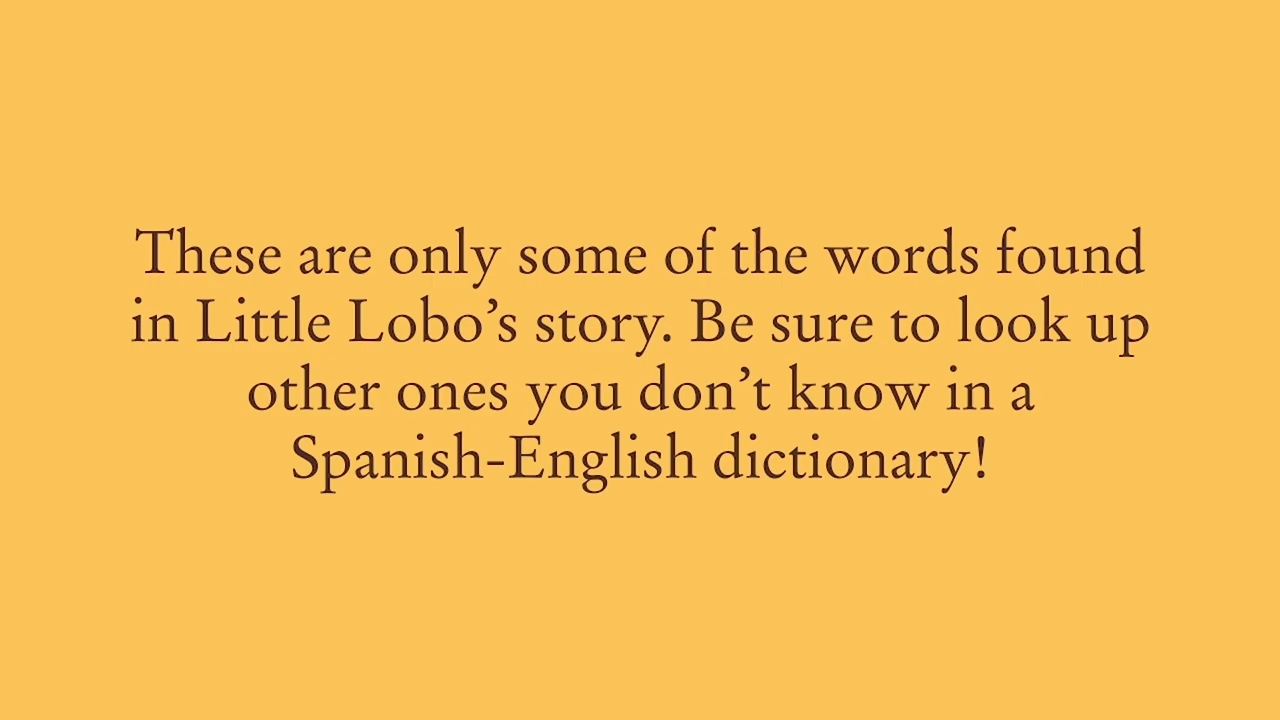 These are only some of the words found
in Little Lobo’s story. Be sure to look up
other ones you don’t know in a
Spanish-English dictionary!